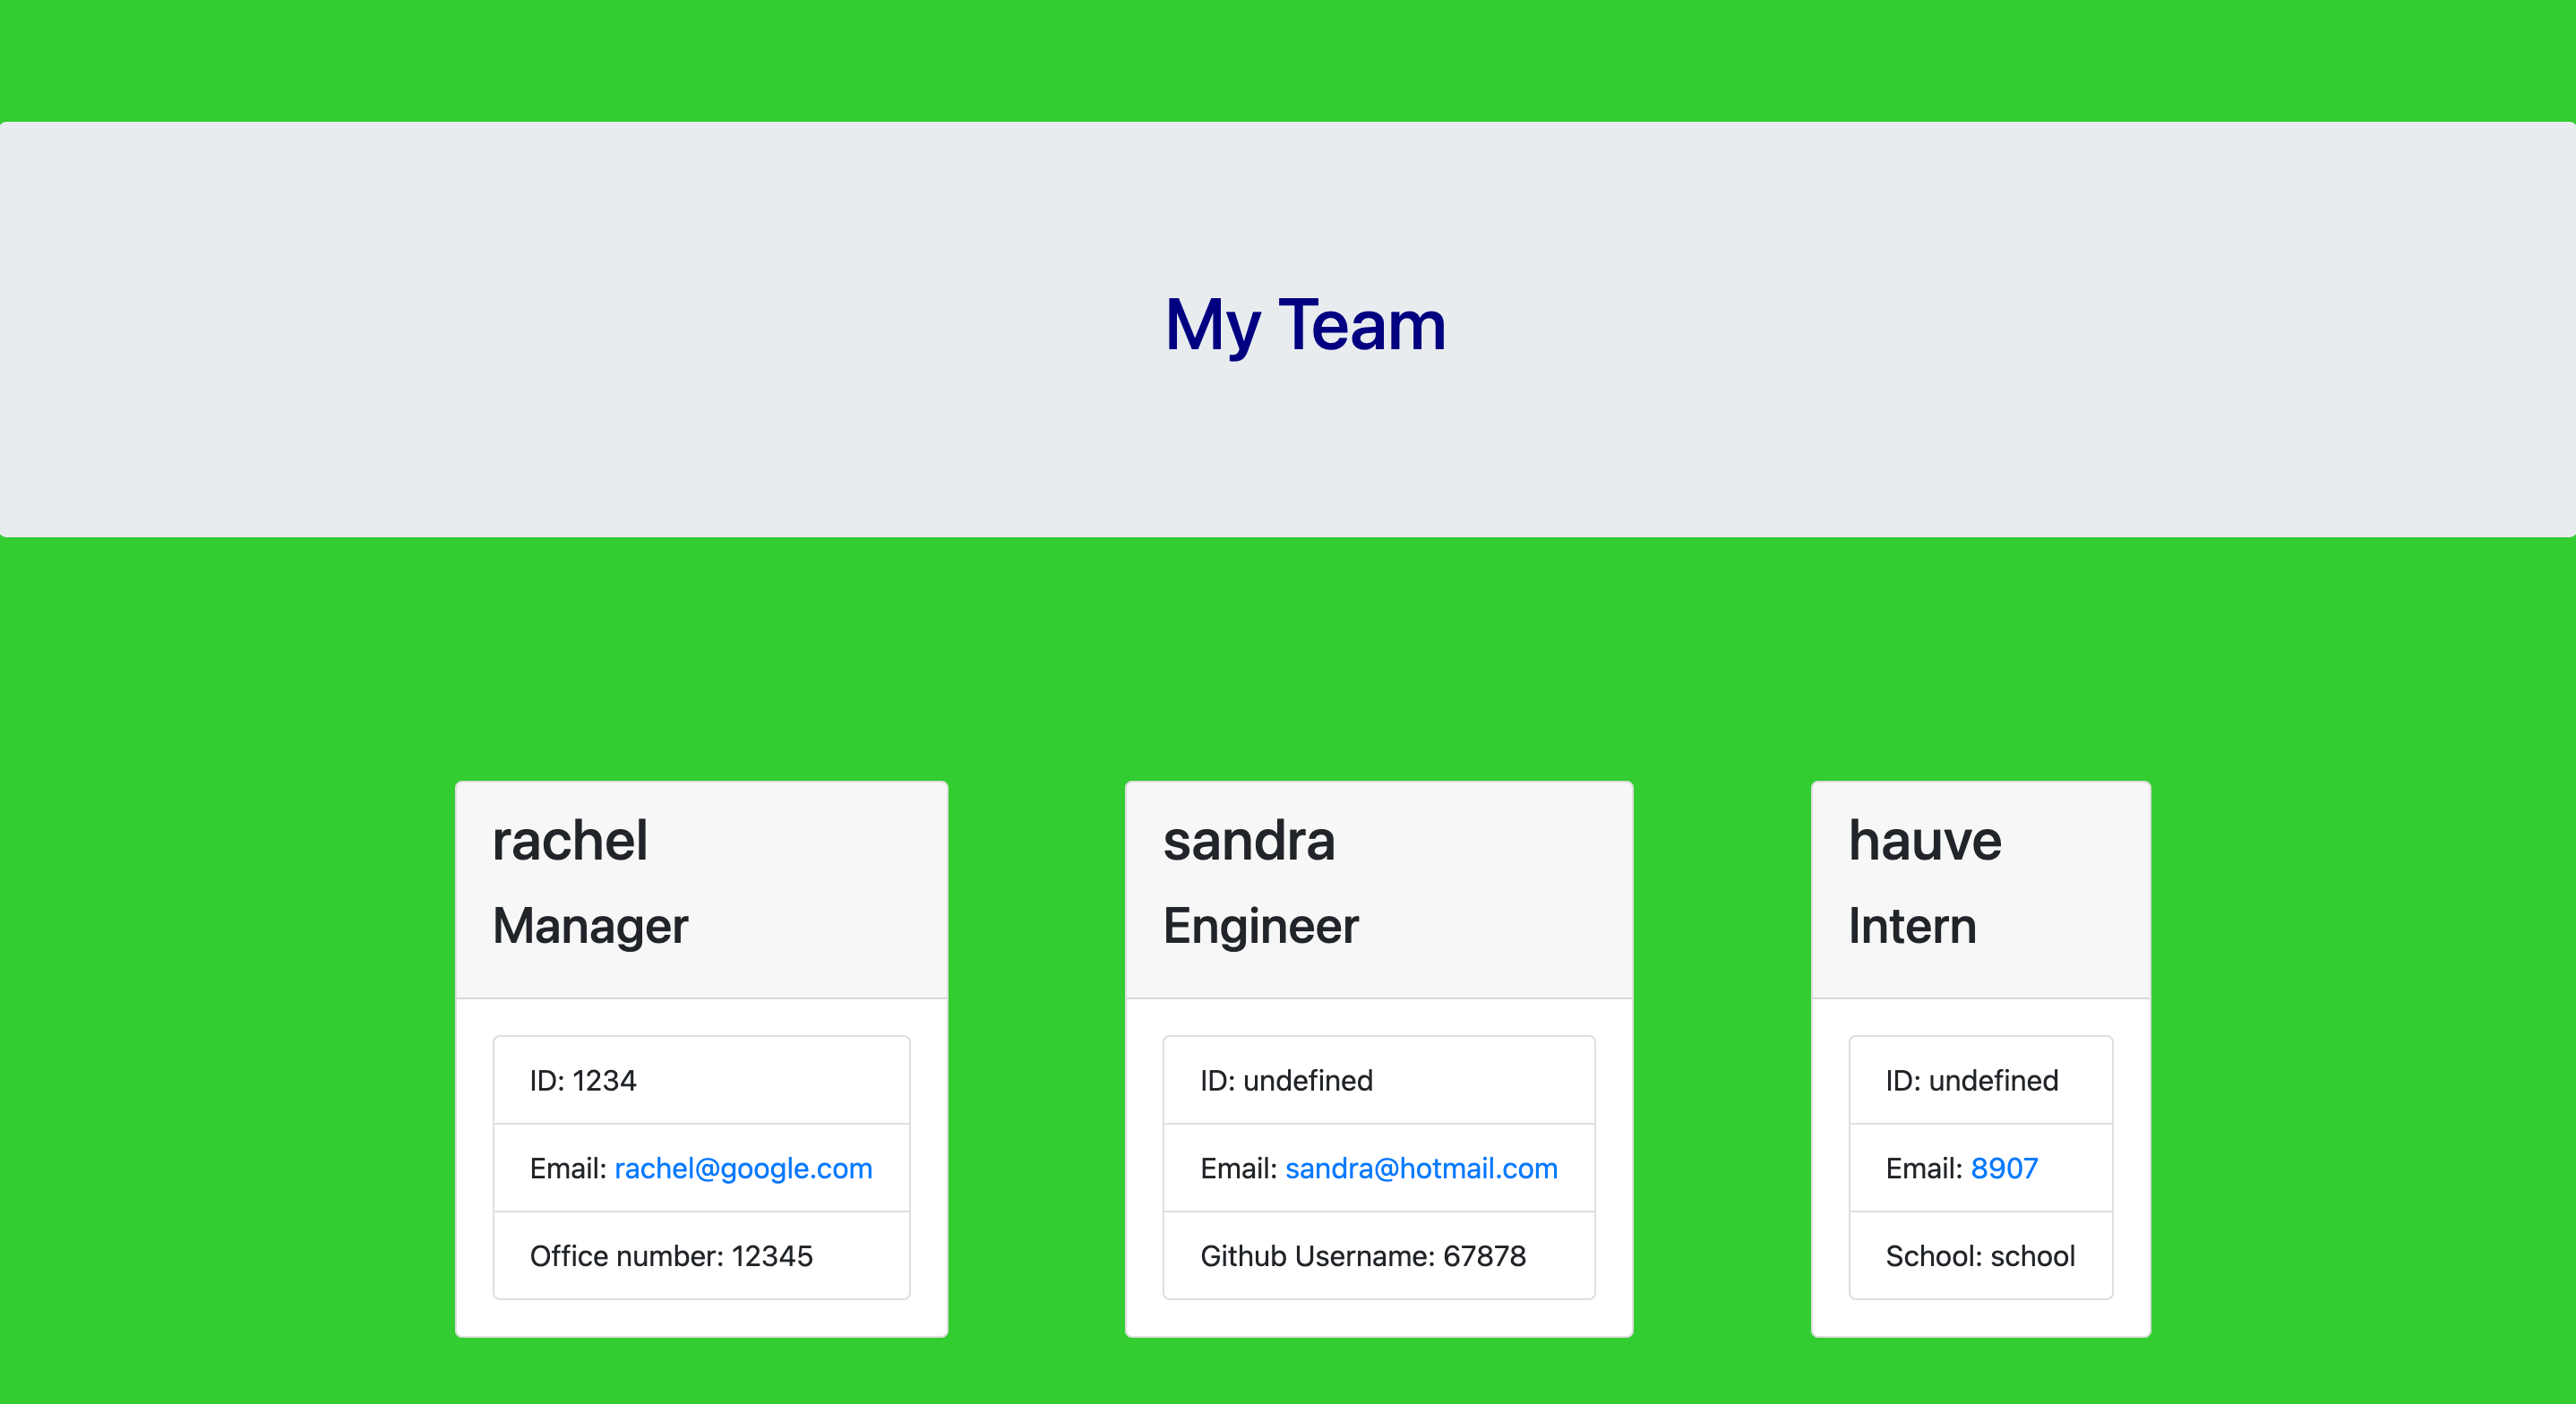 My Team
rachel
Manager
ID: 1234
Email: rachel@google.com
Office number: 12345
sandra
Engineer
ID: undefined
Email: sandra@hotmail.com
Github Username: 67878
hauve
Intern
ID: undefined
Email: 8907
School: school